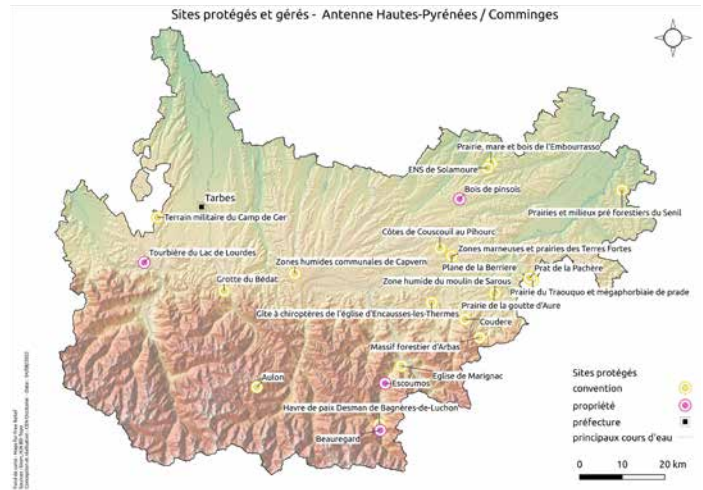 Sites protégés et gérés - Antenne Hautes-Pyrénées / Comminges
Prairie, mare et bois de l'Embourrasso
ENS de Solamoure
Bois de pinsois
Tarbes
Terrain militaire du Camp de Ger
Prairies et milieux pré forestiers du Senil
Côtes de Couscouil au Pihourc
Tourbière du Lac de Lourdes
Zones marneuses et prairies des Terres Fortes
Zones humides communales de Capvern
Plane de la Berriere
Prat de la Pachère
Grotte du Bédat
Zone humide du moulin de Sarous
Prairie du Traouquo et mégaphorbiaie de prade
Prairie de la goutte d'Aure
Gîte à chiroptères de l'église d'Encausses-les-Thermes
Coudere
Massif forestier d'Arbas
Eglise de Marignac
Aulon
Escoumos
Havre de paix Desman de Bagnères-de-Luchon
Beauregard
Sites protégés
convention
propriété
préfecture
principaux cours d'eau
0 10 20 km